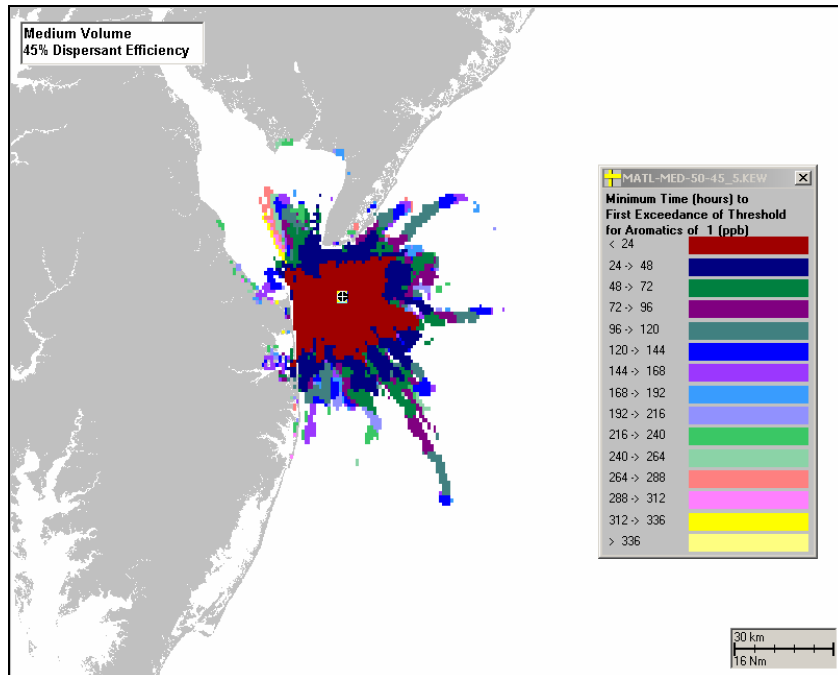 Medium Volume
45% Dispersant Efficiency
MATL-MED-50-45_S.KEW
Minimum Time (hours) to
First Exceedance of Threshold
for Aromatics of 1 (ppb)
< 24
24 -> 48
48 -> 72
72 -> 96
96 -> 120
120 -> 144
144 -> 168
168 -> 192
192 -> 216
216 -> 240
240 -> 264
264 -> 288
288 -> 312
312 -> 336
> 336
30 km
16 Nm